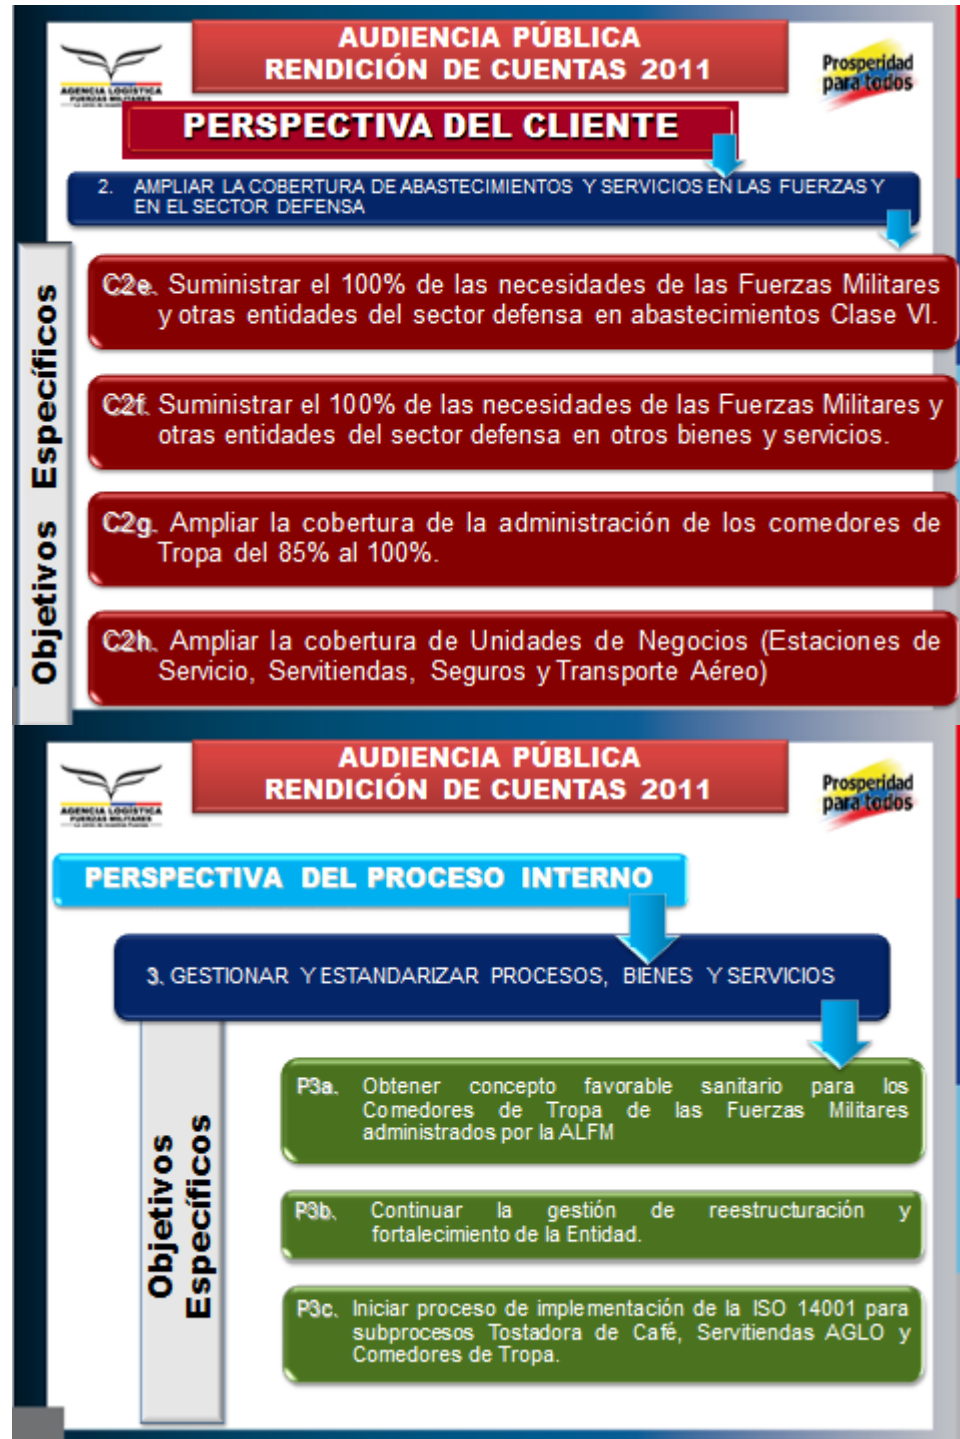 AUDIENCIA PÚBLICA
RENDICIÓN DE CUENTAS 2011
AGENCIA LOGÍSTICA
FUERZAS MILITARES
Prosperidad
para todos
PERSPECTIVA DEL CLIENTE
2. AMPLIAR LA COBERTURA DE ABASTECIMIENTOS Y SERVICIOS EN LAS FUERZAS Y
EN EL SECTOR DEFENSA
Objetivos Específicos
C2e. Suministrar el 100% de las necesidades de las Fuerzas Militares
y otras entidades del sector defensa en abastecimientos Clase VI.
C2f. Suministrar el 100% de las necesidades de las Fuerzas Militares y
otras entidades del sector defensa en otros bienes y servicios.
C2g. Ampliar la cobertura de la administración de los comedores de
Tropa del 85% al 100%.
C2h. Ampliar la cobertura de Unidades de Negocios (Estaciones de
Servicio, Servitiendas, Seguros y Transporte Aéreo)
AUDIENCIA PÚBLICA
RENDICIÓN DE CUENTAS 2011
AGENCIA LOGÍSTICA
FUERZAS MILITARES
Prosperidad
para todos
PERSPECTIVA DEL PROCESO INTERNO
3. GESTIONAR Y ESTANDARIZAR PROCESOS, BIENES Y SERVICIOS
Objetivos
Específicos
P3a. Obtener concepto favorable sanitario para los
Comedores de Tropa de las Fuerzas Militares
administrados por la ALFM
P3b. Continuar la gestión de reestructuración y
fortalecimiento de la Entidad.
P3c. Iniciar proceso de implementación de la ISO 14001 para
subprocesos Tostadora de Café, Servitiendas AGLO y
Comedores de Tropa.